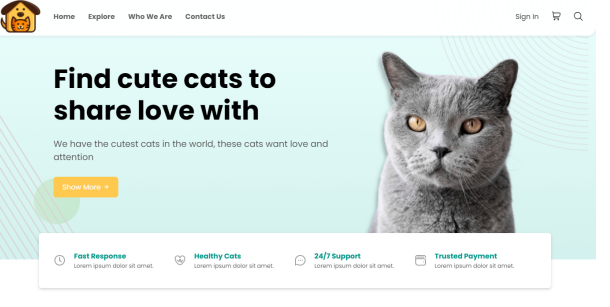 Home Explore Who We Are Contact Us Sign In
Find cute cats to
share love with
We have the cutest cats in the world, these cats want love and
attention
Show More →
Fast Response
Lorem ipsum dolor sit amet.
Healthy Cats
Lorem ipsum dolor sit amet.
24/7 Support
Lorem ipsum dolor sit amet.
Trusted Payment
Lorem ipsum dolor sit amet.